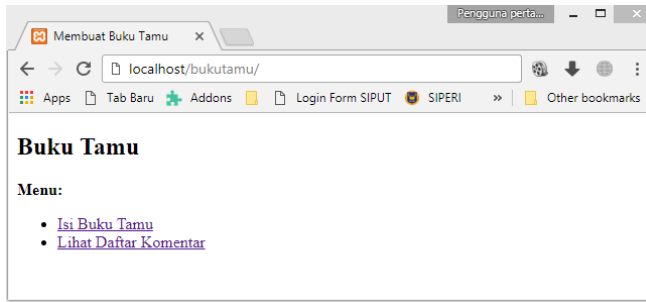 Pengguna perta...
Membuat Buku Tamu
localhost/bukutamu/
Apps Tab Baru Addons Login Form SIPUT SIPERI » Other bookmarks
Buku Tamu
Menu:
• Isi Buku Tamu
• Lihat Daftar Komentar